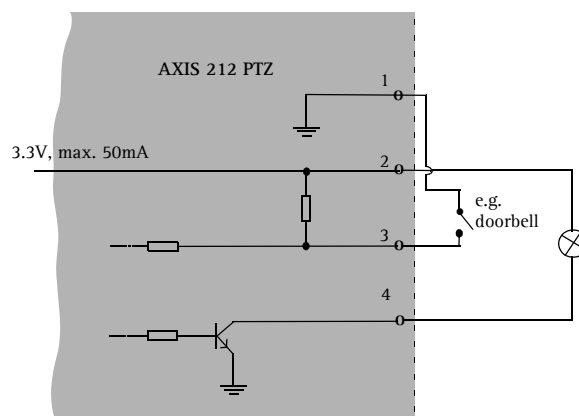 AXIS 212 PTZ
1
3.3V, max. 50mA
2
e.g.
doorbell
3
4